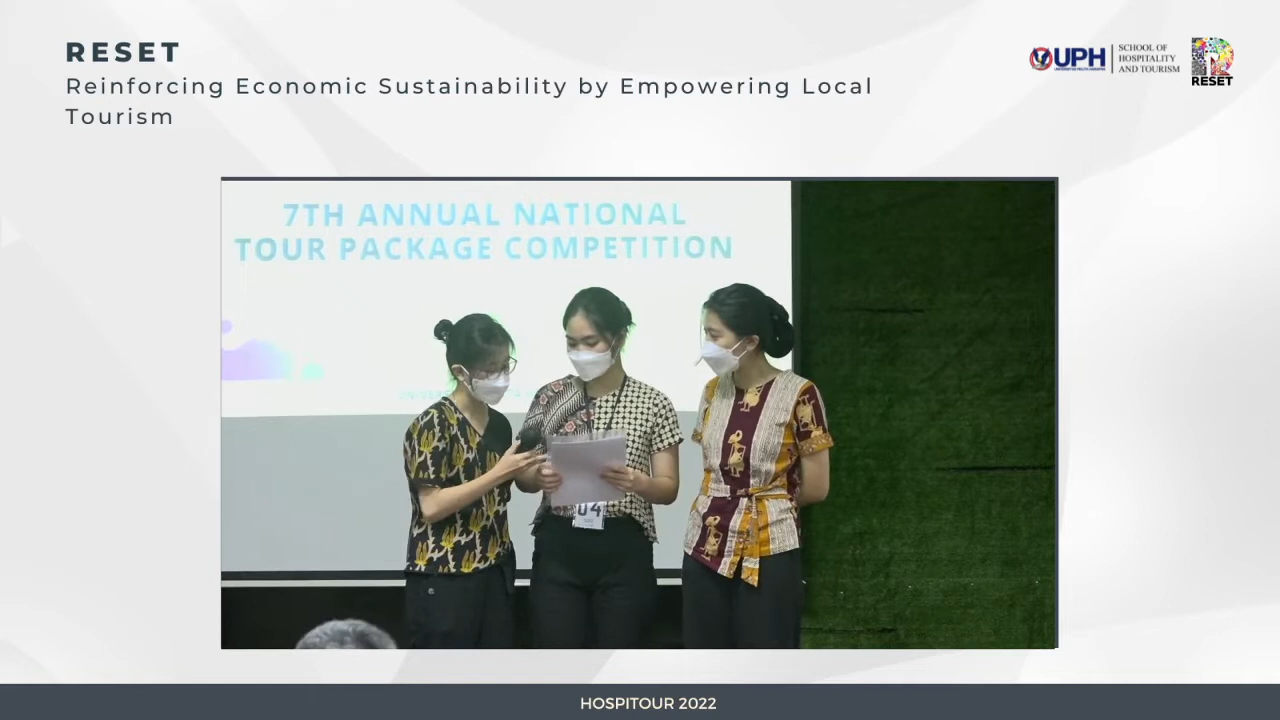 RESET
Reinforcing Economic Sustainability by Empowering Local
Tourism
UPH
SCHOOL OF
HOSPITALITY
AND TOURISM
RESET
7TH ANNUAL NATIONAL
TOUR PACKAGE COMPETITION
04
HOSPITOUR 2022